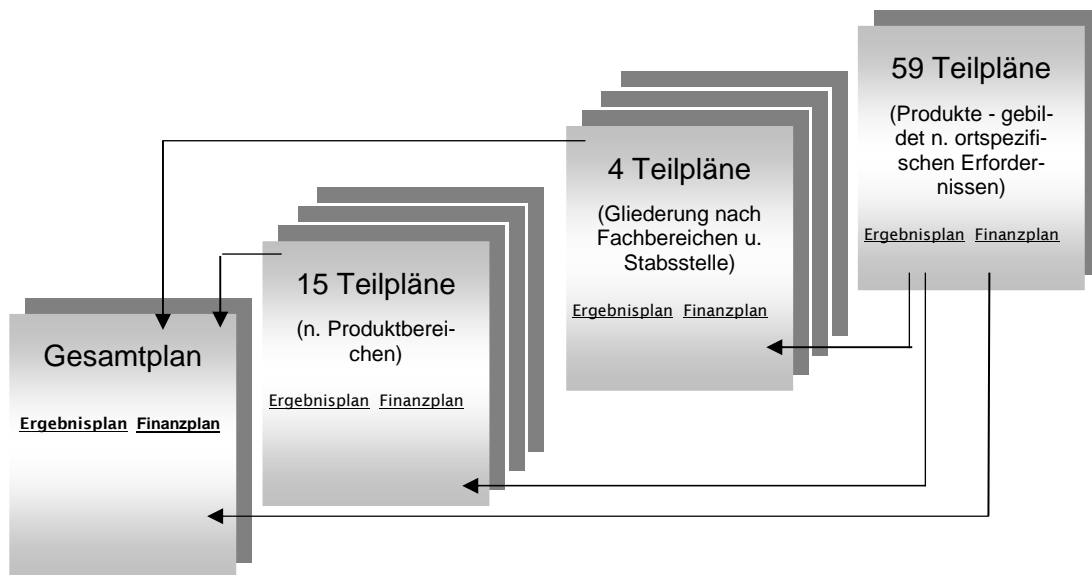 Gesamtplan
Ergebnisplan Finanzplan
15 Teilpläne
(n. Produktberei-
chen)
Ergebnisplan Finanzplan
4 Teilpläne
(Gliederung nach
Fachbereichen u.
Stabsstelle)
Ergebnisplan Finanzplan
59 Teilpläne
(Produkte - gebil-
det n. ortspezifi-
schen Erforder-
nissen)
Ergebnisplan Finanzplan